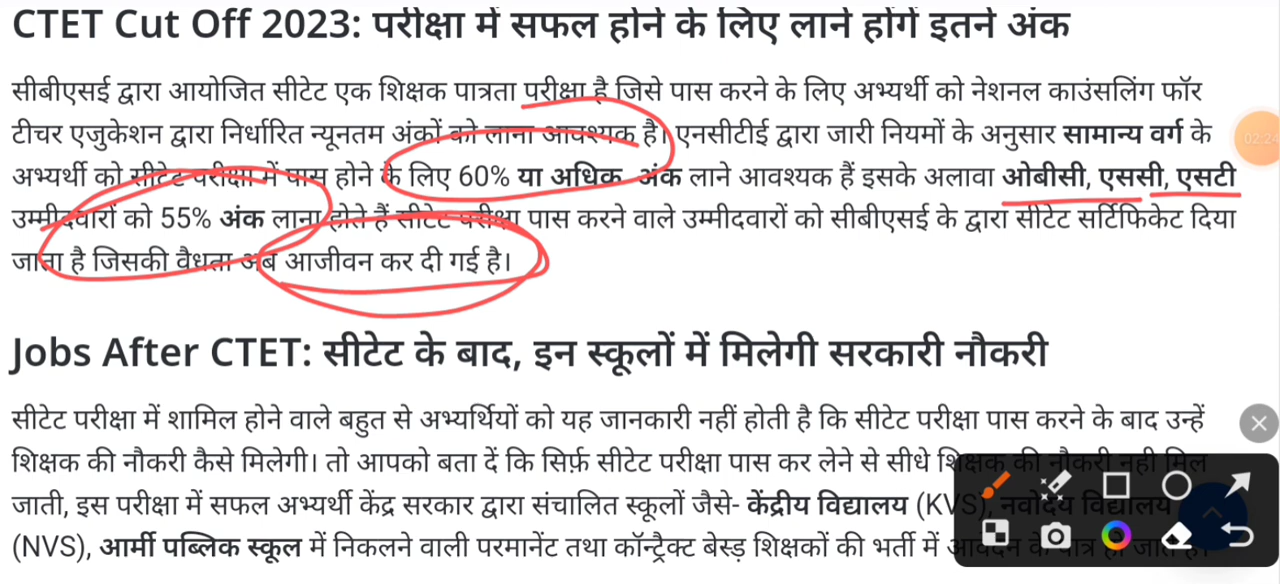 CTET Cut Off 2023: परीक्षा में सफल होने के लिए लाने होंगे इतने अंक
सीबीएसई द्वारा आयोजित सीटेट एक शिक्षक पात्रता परीक्षा है जिसे पास करने के लिए अभ्यर्थी को नेशनल काउंसलिंग फॉर
टीचर एजुकेशन द्वारा निर्धारित न्यूनतम अंकों को लाना आवश्यक है। एनसीटीई द्वारा जारी नियमों के अनुसार सामान्य वर्ग के
अभ्यर्थी को सीटेट परीक्षा में पास होने के लिए 60% या अधिक अंक लाने आवश्यक हैं इसके अलावा ओबीसी, एससी, एसटी
उम्मीदवारों को 55% अंक लाना होते हैं सीटेट परीक्षा पास करने वाले उम्मीदवारों को सीबीएसई के द्वारा सीटेट सर्टिफिकेट दिया
जाता है जिसकी वैधता अब आजीवन कर दी गई है।
Jobs After CTET: सीटेट के बाद, इन स्कूलों में मिलेगी सरकारी नौकरी
सीटेट परीक्षा में शामिल होने वाले बहुत से अभ्यर्थियों को यह जानकारी नहीं होती है कि सीटेट परीक्षा पास करने के बाद उन्हें
शिक्षक की नौकरी कैसे मिलेगी। तो आपको बता दें कि सिर्फ़ सीटेट परीक्षा पास कर लेने से सीधे शिक्षक की नौकरी नही मिल
जाती, इस परीक्षा में सफल अभ्यर्थी केंद्र सरकार द्वारा संचालित स्कूलों जैसे- केंद्रीय विद्यालय (KVS), नवोदय विद्यालय
(NVS), आर्मी पब्लिक स्कूल में निकलने वाली परमानेंट तथा कॉन्ट्रैक्ट बेस्ड़ शिक्षकों की भर्ती में आवेदन के पात्र हो जाते है।